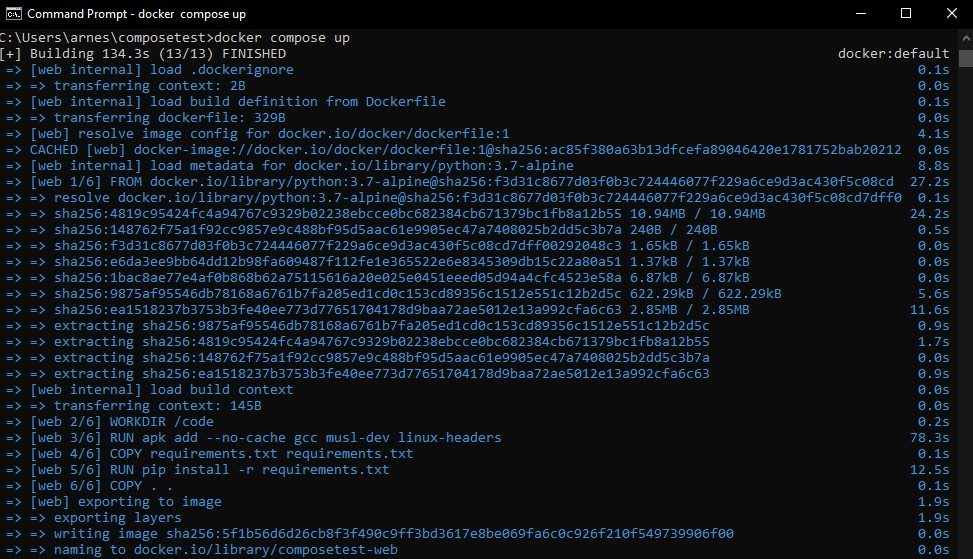 Command Prompt - docker  compose up
C:\Users\arnes\composetest>docker compose up
[+] Building 134.3s (13/13) FINISHED docker:default
=> [web internal] load .dockerignore 0.1s
=> => transferring context: 2B 0.0s
=> [web internal] load build definition from Dockerfile 0.1s
=> => transferring dockerfile: 329B 0.0s
=> [web] resolve image config for docker.io/docker/dockerfile:1 4.1s
=> CACHED [web] docker-image://docker.io/docker/dockerfile:1@sha256:ac85f380a63b13dfcefa89046420e1781752bab20212 0.0s
=> [web internal] load metadata for docker.io/library/python:3.7-alpine 8.8s
=> [web 1/6] FROM docker.io/library/python:3.7-alpine@sha256:f3d31c8677d03f0b3c724446077f229a6ce9d3ac430f5c08cd 27.2s
=> => resolve docker.io/library/python:3.7-alpine@sha256:f3d31c8677d03f0b3c724446077f229a6ce9d3ac430f5c08cd7dff0 0.1s
=> => sha256:4819c95424fc4a94767c9329b02238ebcce0bc682384cb671379bc1fb8a12b55 10.94MB / 10.94MB 24.2s
=> => sha256:148762f75a1f92cc9857e9c488bf95d5aac61e9905ec47a7408025b2dd5c3b7a 240B / 240B 0.5s
=> => sha256:f3d31c8677d03f0b3c724446077f229a6ce9d3ac430f5c08cd7dff00292048c3 1.65kB / 1.65kB 0.0s
=> => sha256:e6da3ee9bb64dd12b98fa609487f112fe1e365522e6e8345309db15c22a80a51 1.37kB / 1.37kB 0.0s
=> => sha256:1bac8ae77e4af0b868b62a75115616a20e025e0451eeed05d94a4cfc4523e58a 6.87kB / 6.87kB 0.0s
=> => sha256:9875af95546db78168a6761b7fa205ed1cd0c153cd89356c1512e551c12b2d5c 622.29kB / 622.29kB 5.6s
=> => sha256:ea1518237b3753b3fe40ee773d77651704178d9baa72ae5012e13a992cfa6c63 2.85MB / 2.85MB 11.6s
=> => extracting sha256:9875af95546db78168a6761b7fa205ed1cd0c153cd89356c1512e551c12b2d5c 0.9s
=> => extracting sha256:4819c95424fc4a94767c9329b02238ebcce0bc682384cb671379bc1fb8a12b55 1.7s
=> => extracting sha256:148762f75a1f92cc9857e9c488bf95d5aac61e9905ec47a7408025b2dd5c3b7a 0.0s
=> => extracting sha256:ea1518237b3753b3fe40ee773d77651704178d9baa72ae5012e13a992cfa6c63 0.9s
=> [web internal] load build context 0.0s
=> => transferring context: 145B 0.0s
=> [web 2/6] WORKDIR /code 0.2s
=> [web 3/6] RUN apk add --no-cache gcc musl-dev linux-headers 78.3s
=> [web 4/6] COPY requirements.txt requirements.txt 0.1s
=> [web 5/6] RUN pip install -r requirements.txt 12.5s
=> [web 6/6] COPY . . 0.1s
=> [web] exporting to image 1.9s
=> => exporting layers 1.9s
=> => writing image sha256:5f1b56d6d26cb8f3f490c9ff3bd3617e8be069fa6c0c926f210f549739906f00 0.0s
=> => naming to docker.io/library/composetest-web 0.0s